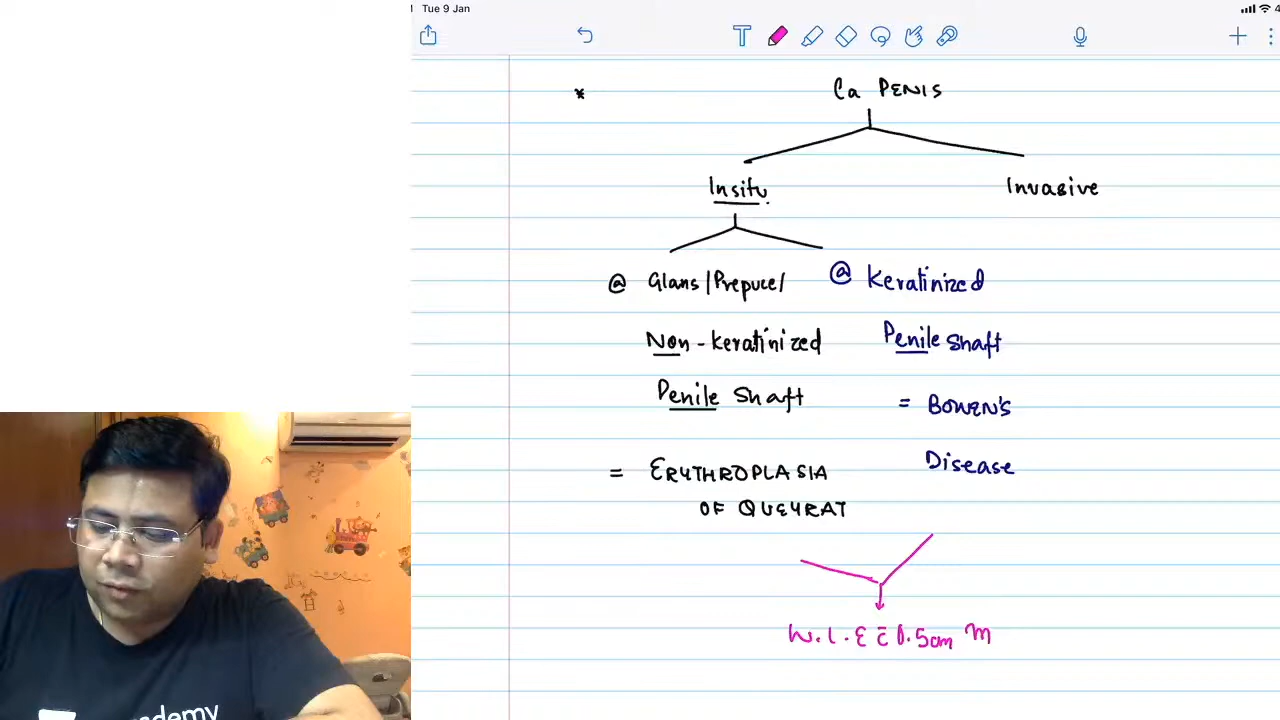 Tue 9 Jan
* Ca PENIS
Insitu Invasive
@ Glans/Prepuce/ @ Keratinized
Non-keratinized Penile Shaft
Penile Shaft = BOWEN'S
= ERYTHROPLASIA Disease
OF QUEYRAT
W.L.E c̄ 0.5cm M
ademy